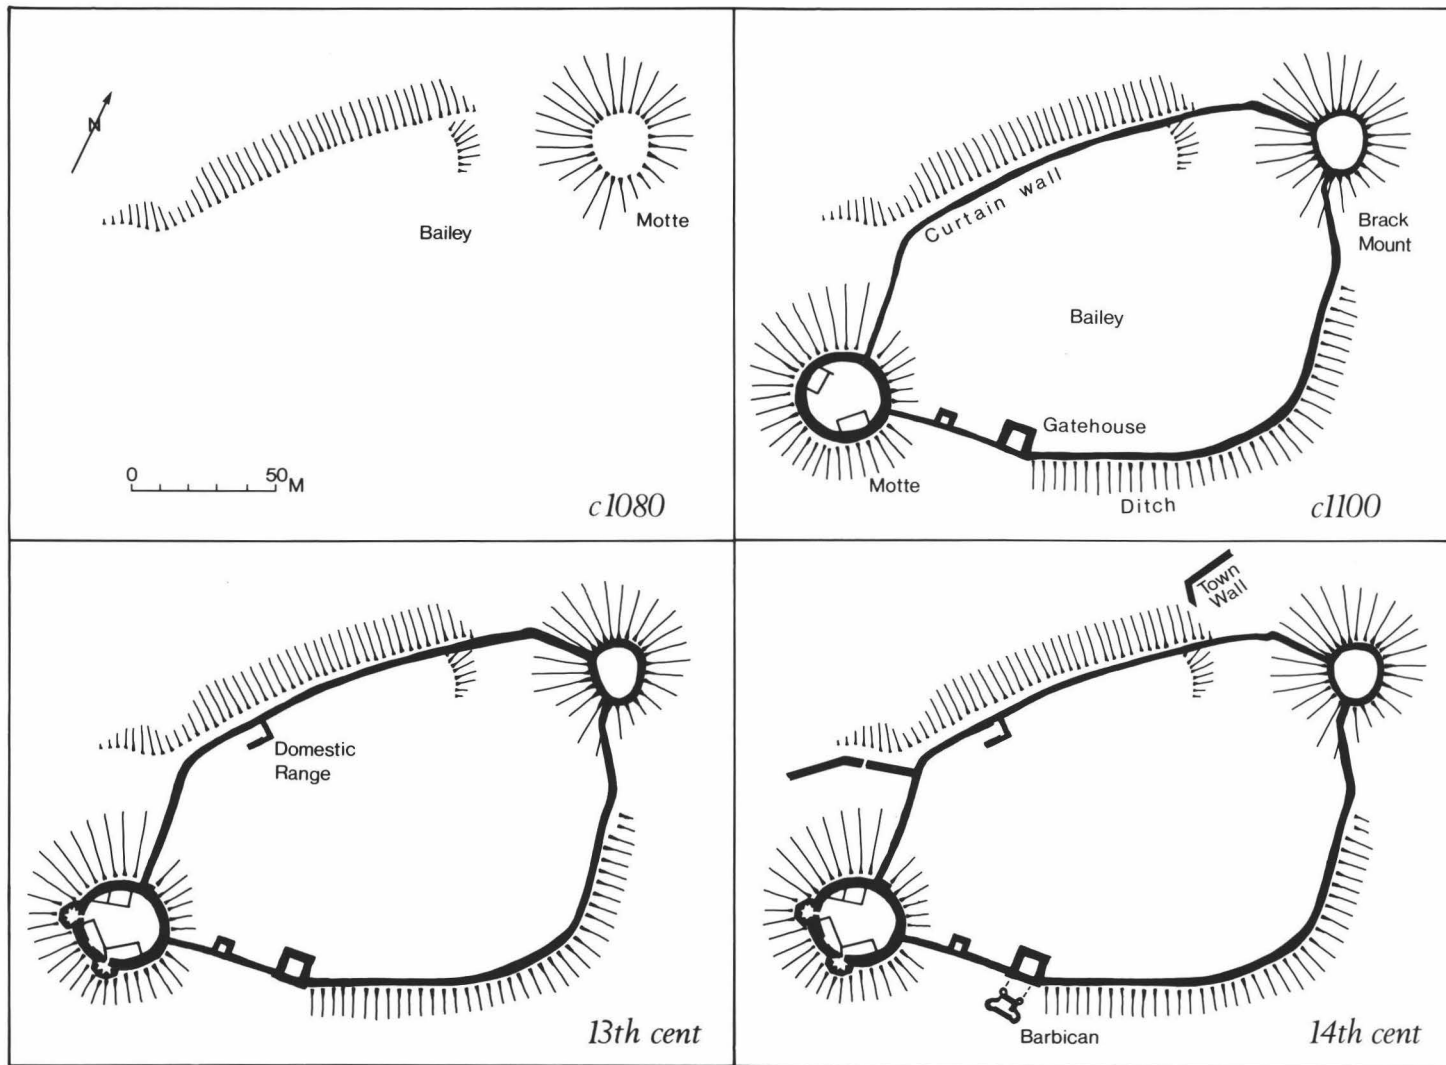 N
Bailey
Motte
0 50M
c1080
Curtain wall
Brack
Mount
Bailey
Gatehouse
Motte
Ditch
c1100
Domestic
Range
13th cent
Town
Wall
Barbican
14th cent